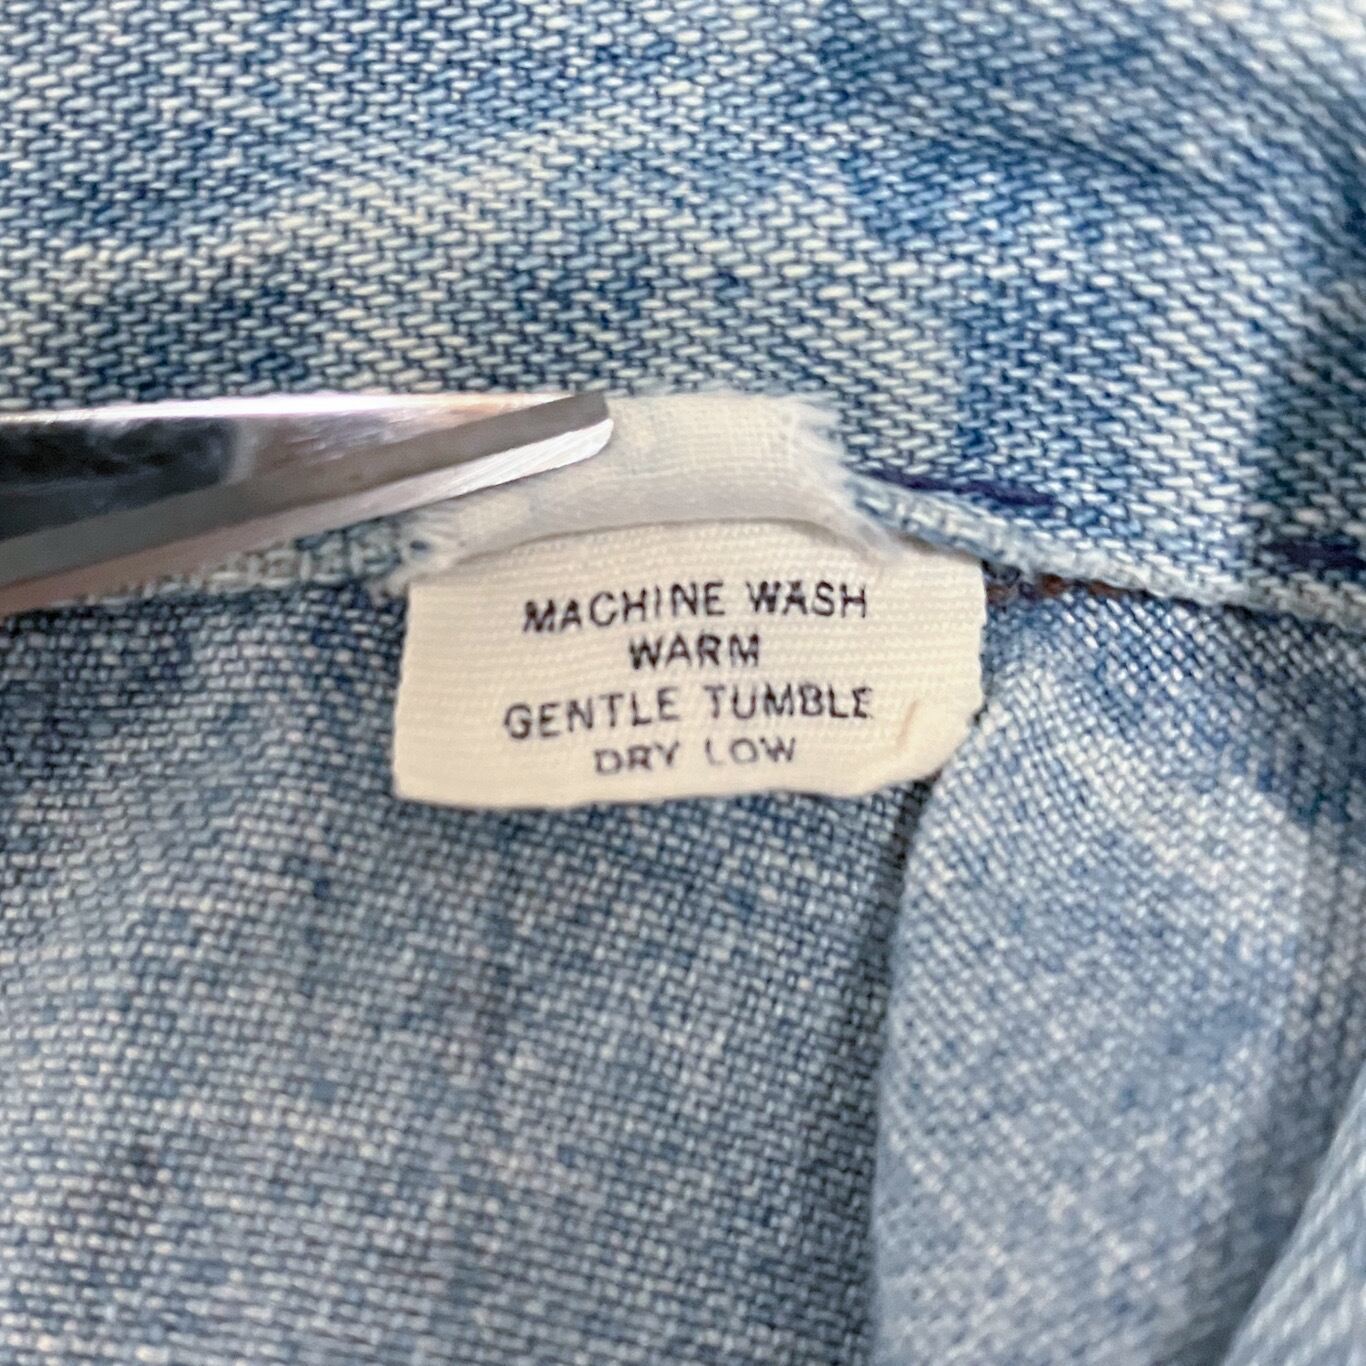 MACHINE WASH
WARM
GENTLE TUMBLE
DRY LOW